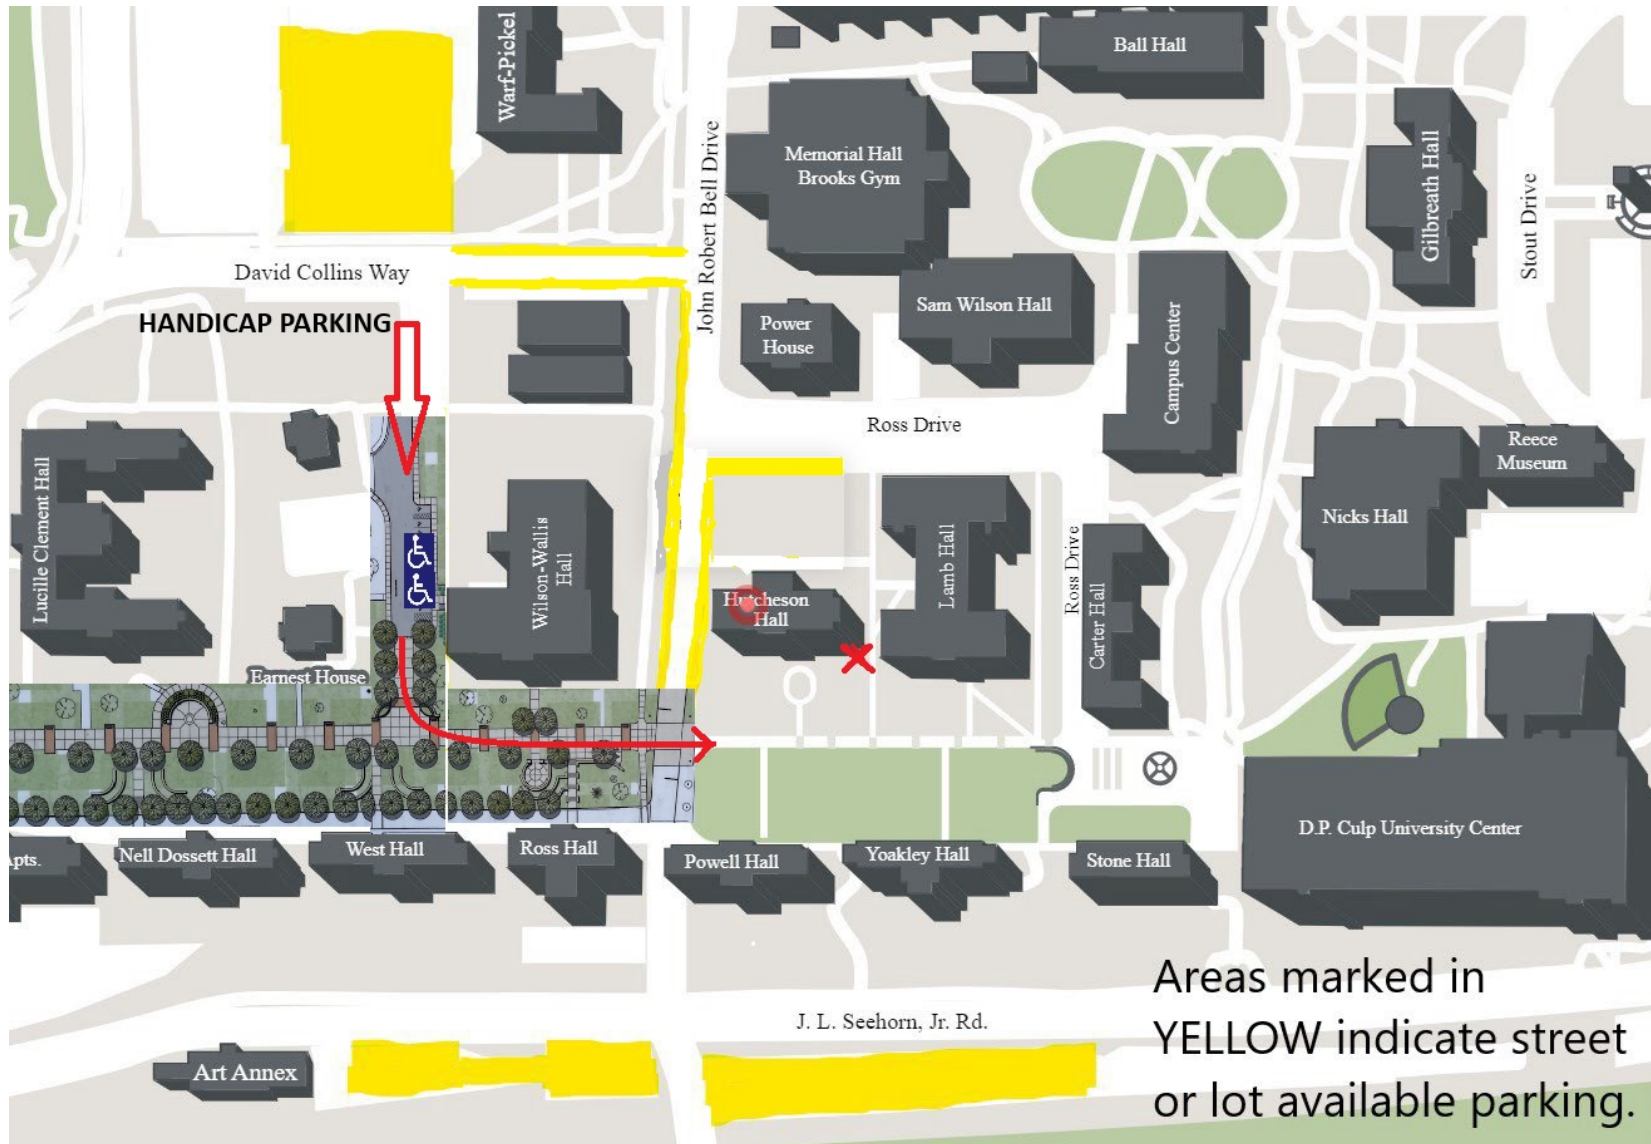 Warf-Pickel
Ball Hall
Memorial Hall
Brooks Gym
John Robert Bell Drive
Gilbreath Hall
Stout Drive
David Collins Way
HANDICAP PARKING
Power
House
Sam Wilson Hall
Campus Center
Ross Drive
Reece
Museum
Nicks Hall
Lucille Clement Hall
Wilson-Wallis
Hall
Lamb Hall
Ross Drive
Carter Hall
Hutcheson
Hall
Earnest House
Apts.
Nell Dossett Hall
West Hall
Ross Hall
Powell Hall
Yoakley Hall
Stone Hall
D.P. Culp University Center
J. L. Seehorn, Jr. Rd.
Art Annex
Areas marked in
YELLOW indicate street
or lot available parking.